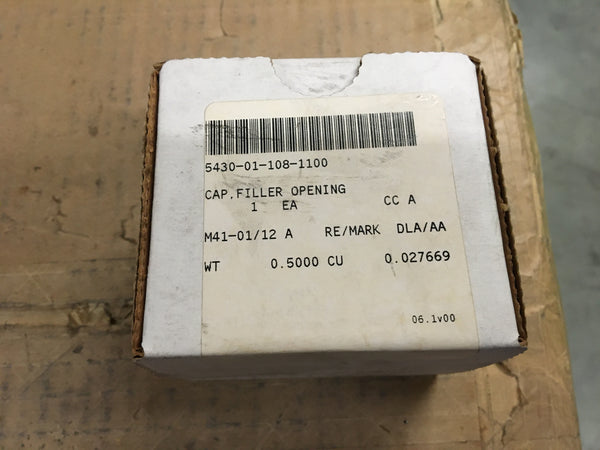 5430-01-108-1100
CAP.FILLER OPENING
1 EA CC A
M41-01/12 A RE/MARK DLA/AA
WT 0.5000 CU 0.027669
06.1v00